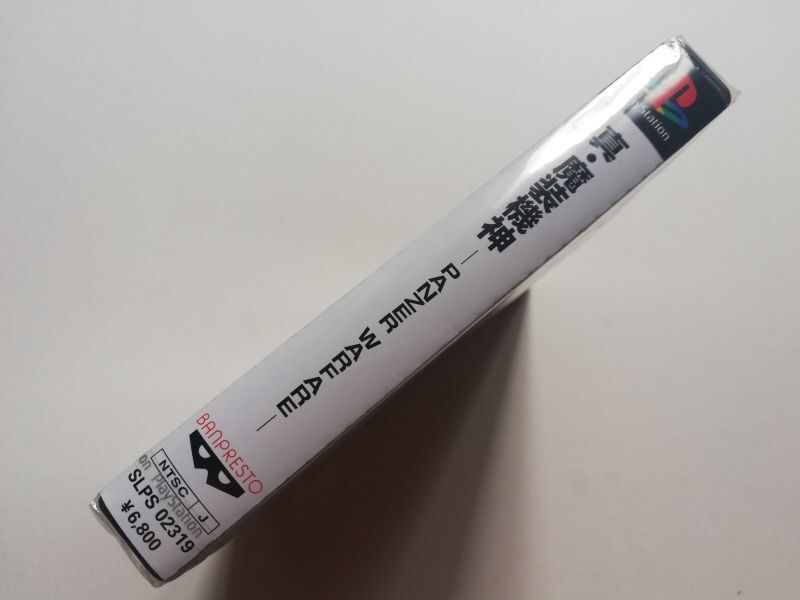 PlayStation
真・魔装機神
—PANZER WARFARE—
BANPRESTO
NTSC J
on PlayStation
SLPS 02319
¥6,800